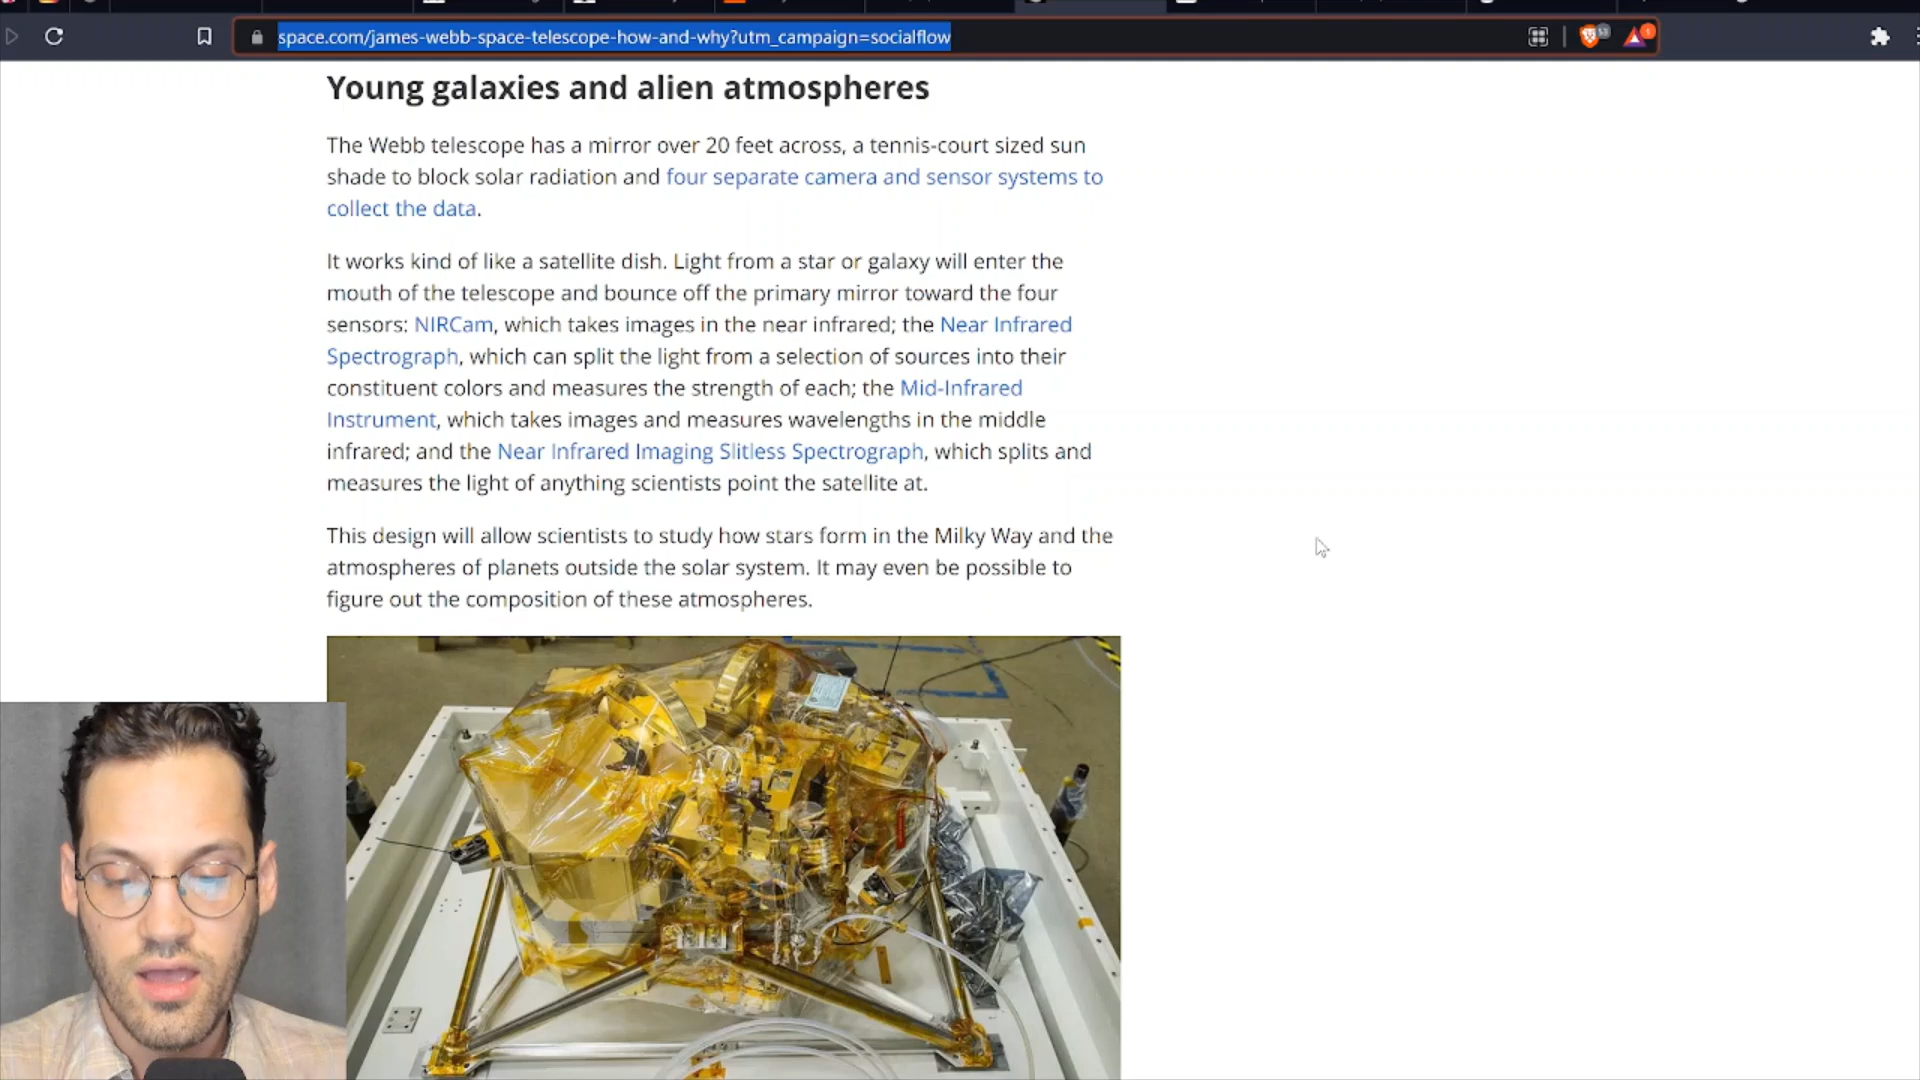 space.com/james-webb-space-telescope-how-and-why?utm_campaign=socialflow
Young galaxies and alien atmospheres
The Webb telescope has a mirror over 20 feet across, a tennis-court sized sun
shade to block solar radiation and four separate camera and sensor systems to
collect the data.
It works kind of like a satellite dish. Light from a star or galaxy will enter the
mouth of the telescope and bounce off the primary mirror toward the four
sensors: NIRCam, which takes images in the near infrared; the Near Infrared
Spectrograph, which can split the light from a selection of sources into their
constituent colors and measures the strength of each; the Mid-Infrared
Instrument, which takes images and measures wavelengths in the middle
infrared; and the Near Infrared Imaging Slitless Spectrograph, which splits and
measures the light of anything scientists point the satellite at.
This design will allow scientists to study how stars form in the Milky Way and the
atmospheres of planets outside the solar system. It may even be possible to
figure out the composition of these atmospheres.